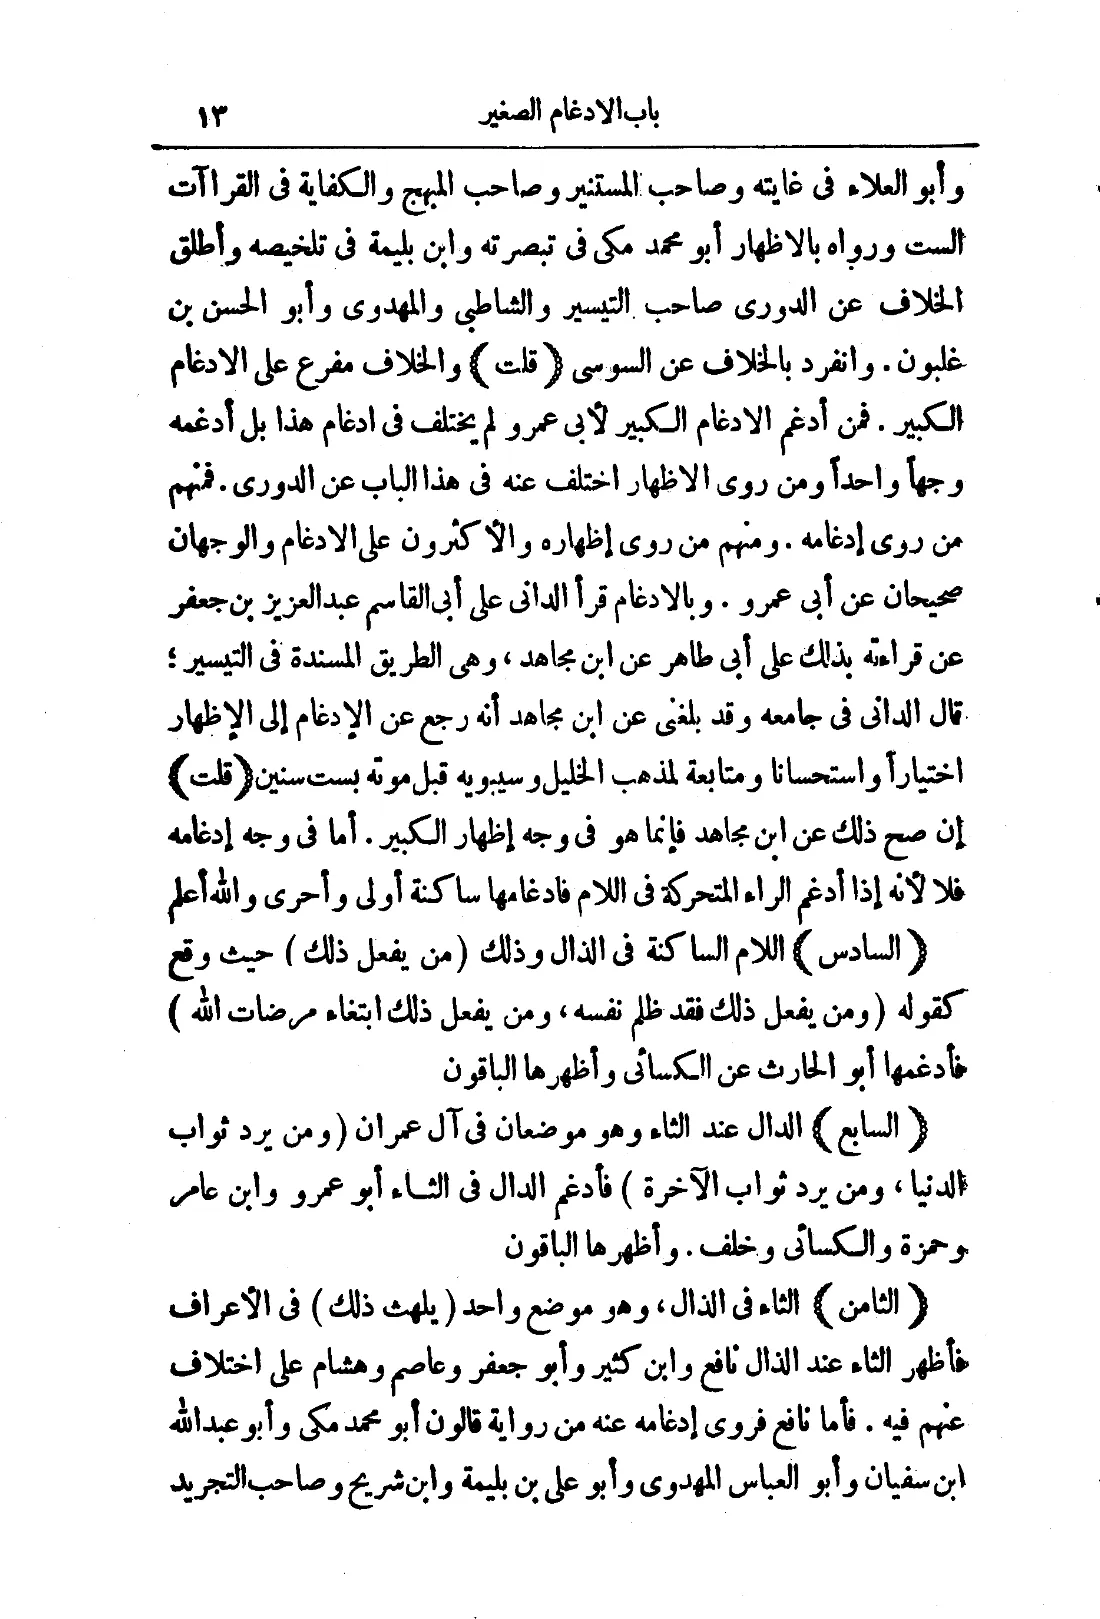 باب الادغام الصغير ١٣
وأبو العلاء فى غايته وصاحب المستنير وصاحب المبهج والكفاية فى القراآت
الست ورواه بالاظهار أبو محمد مكى فى تبصرته وابن بليمة فى تلخيصه وأطلق
الخلاف عن الدورى صاحب التيسير والشاطبى والمهدوى وأبو الحسن بن
غلبون . وانفرد بالخلاف عن السوسى ﴿ قلت ﴾ والخلاف مفرع على الادغام
الكبير . فمن أدغم الادغام الكبير لأبى عمرو لم يختلف فى ادغام هذا بل أدغمه
وجهاً واحداً ومن روى الاظهار اختلف عنه فى هذا الباب عن الدورى . فمنهم
من روى إدغامه . ومنهم من روى إظهاره والأكثرون على الادغام والوجهان
صحيحان عن أبى عمرو . وبالادغام قرأ الدانى على أبى القاسم عبد العزيز بن جعفر
عن قراءته بذلك على أبى طاهر عن ابن مجاهد ، وهى الطريق المسندة فى التيسير ؛
قال الدانى فى جامعه وقد بلغنى عن ابن مجاهد أنه رجع عن الإدغام إلى الإظهار
اختياراً واستحسانا ومتابعة لمذهب الخليل وسيبويه قبل موته بست سنين ﴿ قلت ﴾
إن صح ذلك عن ابن مجاهد فإنما هو فى وجه إظهار الكبير . أما فى وجه إدغامه
فلا لأنه إذا أدغم الراء المتحركة فى اللام فادغامها ساكنة أولى وأحرى والله أعلم
﴿ السادس ﴾ اللام الساكنة فى الذال وذلك ( من يفعل ذلك ) حيث وقع
كقوله ( ومن يفعل ذلك فقد ظلم نفسه ، ومن يفعل ذلك ابتغاء مرضات الله )
فأدغمها أبو الحارث عن الكسائى وأظهرها الباقون
﴿ السابع ﴾ الدال عند الثاء وهو موضعان فى آل عمران ( ومن يرد ثواب
الدنيا ، ومن يرد ثواب الآخرة ) فأدغم الدال فى الثاء أبو عمرو وابن عامر
وحمزة والكسائى وخلف . وأظهرها الباقون
﴿ الثامن ﴾ الثاء فى الذال ، وهو موضع واحد ( يلهث ذلك ) فى الأعراف
فأظهر الثاء عند الذال نافع وابن كثير وأبو جعفر وعاصم وهشام على اختلاف
عنهم فيه . فأما نافع فروى إدغامه عنه من رواية قالون أبو محمد مكى وأبو عبد الله
ابن سفيان وأبو العباس المهدوى وأبو على بن بليمة وابن شريح وصاحب التجريد